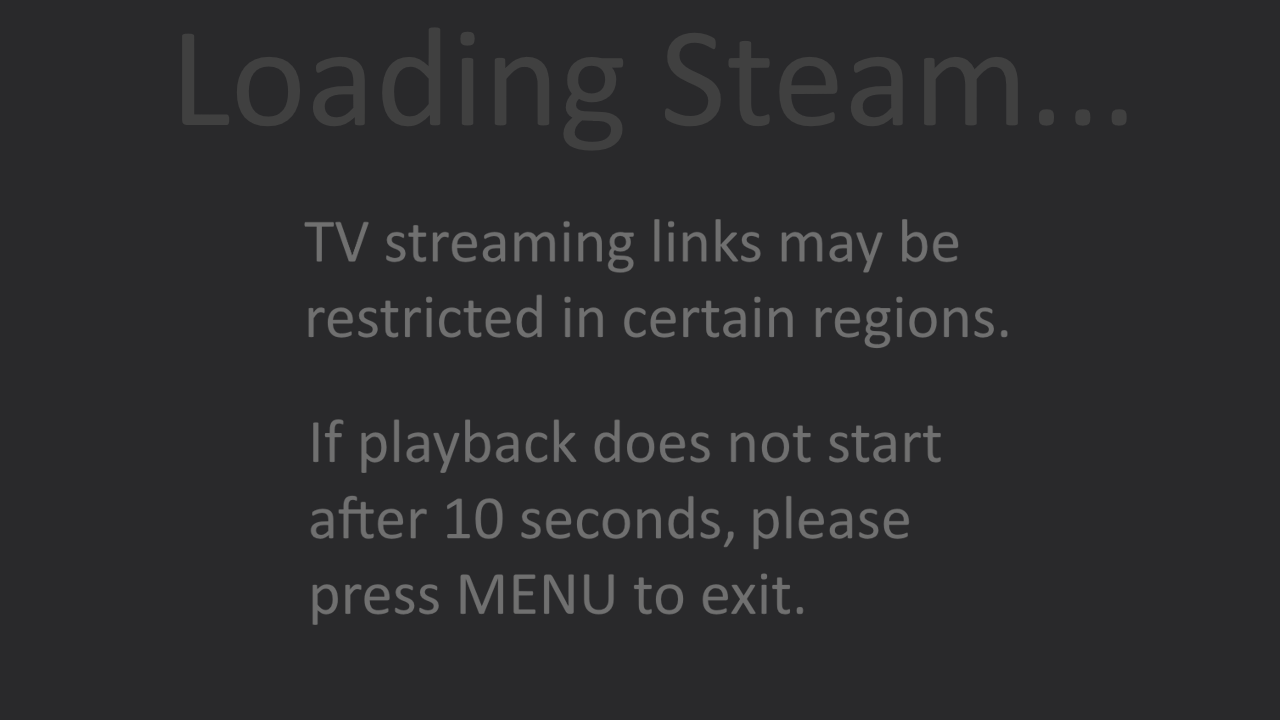 Loading Steam...
TV streaming links may be
restricted in certain regions.
If playback does not start
after 10 seconds, please
press MENU to exit.